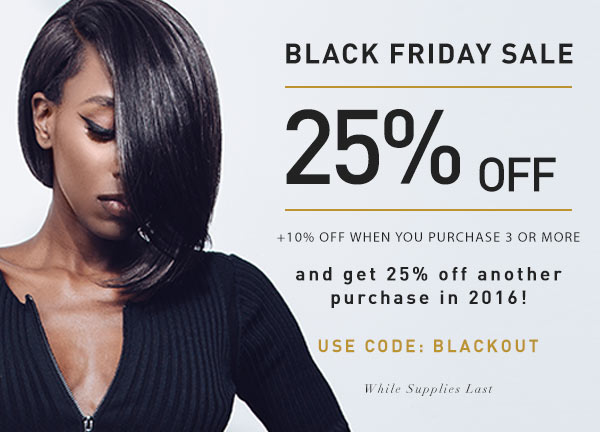 BLACK FRIDAY SALE
25% OFF
+10% OFF WHEN YOU PURCHASE 3 OR MORE
and get 25% off another
purchase in 2016!
USE CODE: BLACKOUT
While Supplies Last